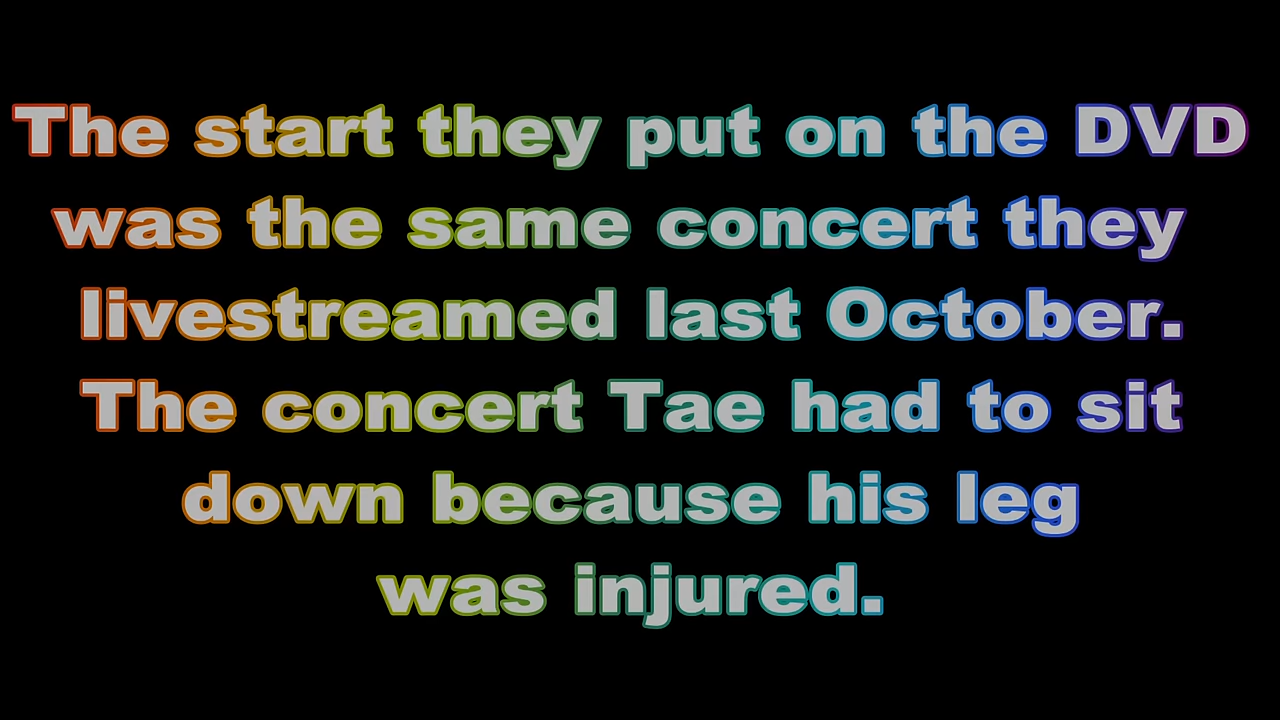 The start they put on the DVD
was the same concert they
livestreamed last October.
The concert Tae had to sit
down because his leg
was injured.